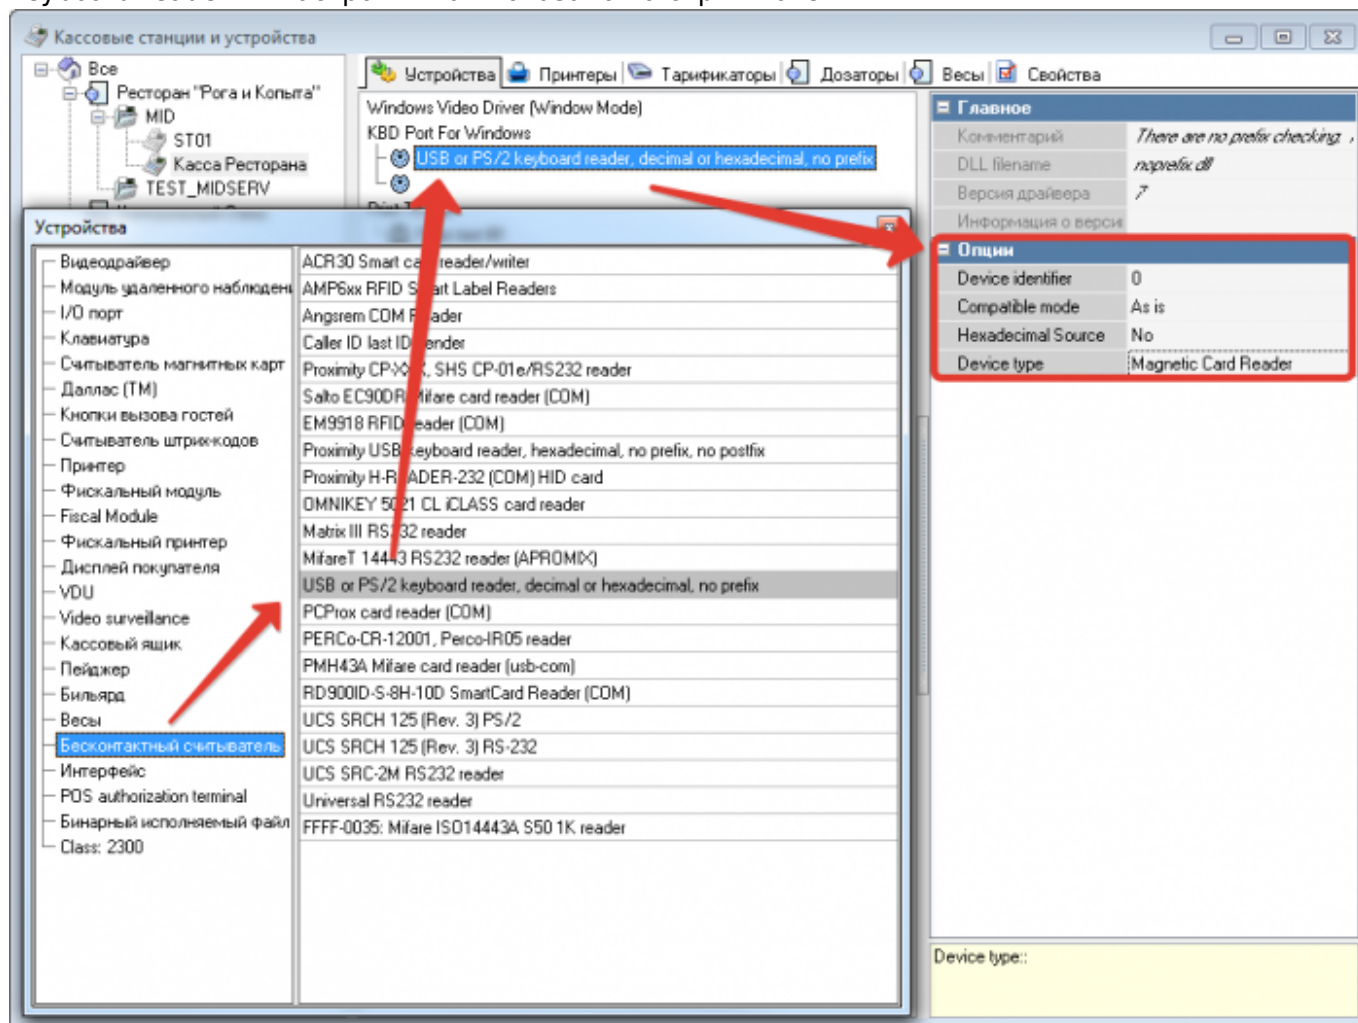 Кассовые станции и устройства
Все
Ресторан "Рога и Копыта"
MID
ST01
Касса Ресторана
TEST_MIDSERV
Устройства
Принтеры
Тарификаторы
Дозаторы
Весы
Свойства
Windows Video Driver (Window Mode)
KBD Port For Windows
USB or PS/2 keyboard reader, decimal or hexadecimal, no prefix
Главное
Комментарий There are no prefix checking.
DLL filename noprefix.dll
Версия драйвера 7
Информация о верси
Опции
Device identifier 0
Compatible mode As is
Hexadecimal Source No
Device type Magnetic Card Reader
Device type::
Устройства
Видеодрайвер
Модуль удаленного наблюдени
I/O порт
Клавиатура
Считыватель магнитных карт
Даллас (ТМ)
Кнопки вызова гостей
Считыватель штрих-кодов
Принтер
Фискальный модуль
Fiscal Module
Фискальный принтер
Дисплей покупателя
VDU
Video surveillance
Кассовый ящик
Пейджер
Бильярд
Весы
Бесконтактный считыватель
Интерфейс
POS authorization terminal
Бинарный исполняемый файл
Class: 2300
ACR30 Smart card reader/writer
AMP6xx RFID Smart Label Readers
Angstrem COM Reader
Caller ID last ID sender
Proximity CP-XXX, SHS CP-01e/RS232 reader
Salto EC90DR Mifare card reader (COM)
EM9918 RFID reader (COM)
Proximity USB keyboard reader, hexadecimal, no prefix, no postfix
Proximity H-READER-232 (COM) HID card
OMNIKEY 5021 CL iCLASS card reader
Matrix III RS232 reader
MifareT 14443 RS232 reader (APROMIX)
USB or PS/2 keyboard reader, decimal or hexadecimal, no prefix
PCProx card reader (COM)
PERCo-CR-12001, Perco-IR05 reader
PMH43A Mifare card reader (usb-com)
RD900ID-S-8H-10D SmartCard Reader (COM)
UCS SRCH 125 (Rev. 3) PS/2
UCS SRCH 125 (Rev. 3) RS-232
UCS SRC-2M RS232 reader
Universal RS232 reader
FFFF-0035: Mifare ISO14443A S50 1K reader